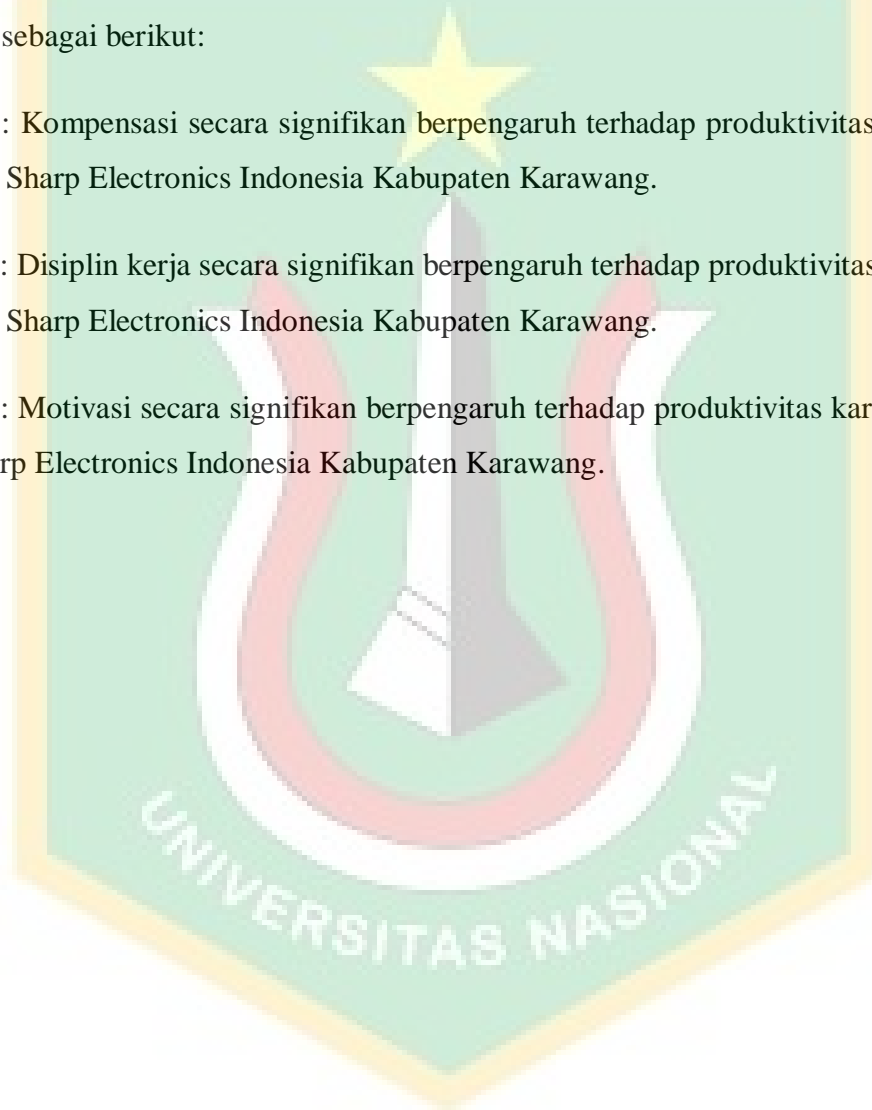 sebagai berikut:
: Kompensasi secara signifikan berpengaruh terhadap produktivitas
Sharp Electronics Indonesia Kabupaten Karawang.
: Disiplin kerja secara signifikan berpengaruh terhadap produktivitas
Sharp Electronics Indonesia Kabupaten Karawang.
: Motivasi secara signifikan berpengaruh terhadap produktivitas kar
rp Electronics Indonesia Kabupaten Karawang.
UNIVERSITAS NASIONAL